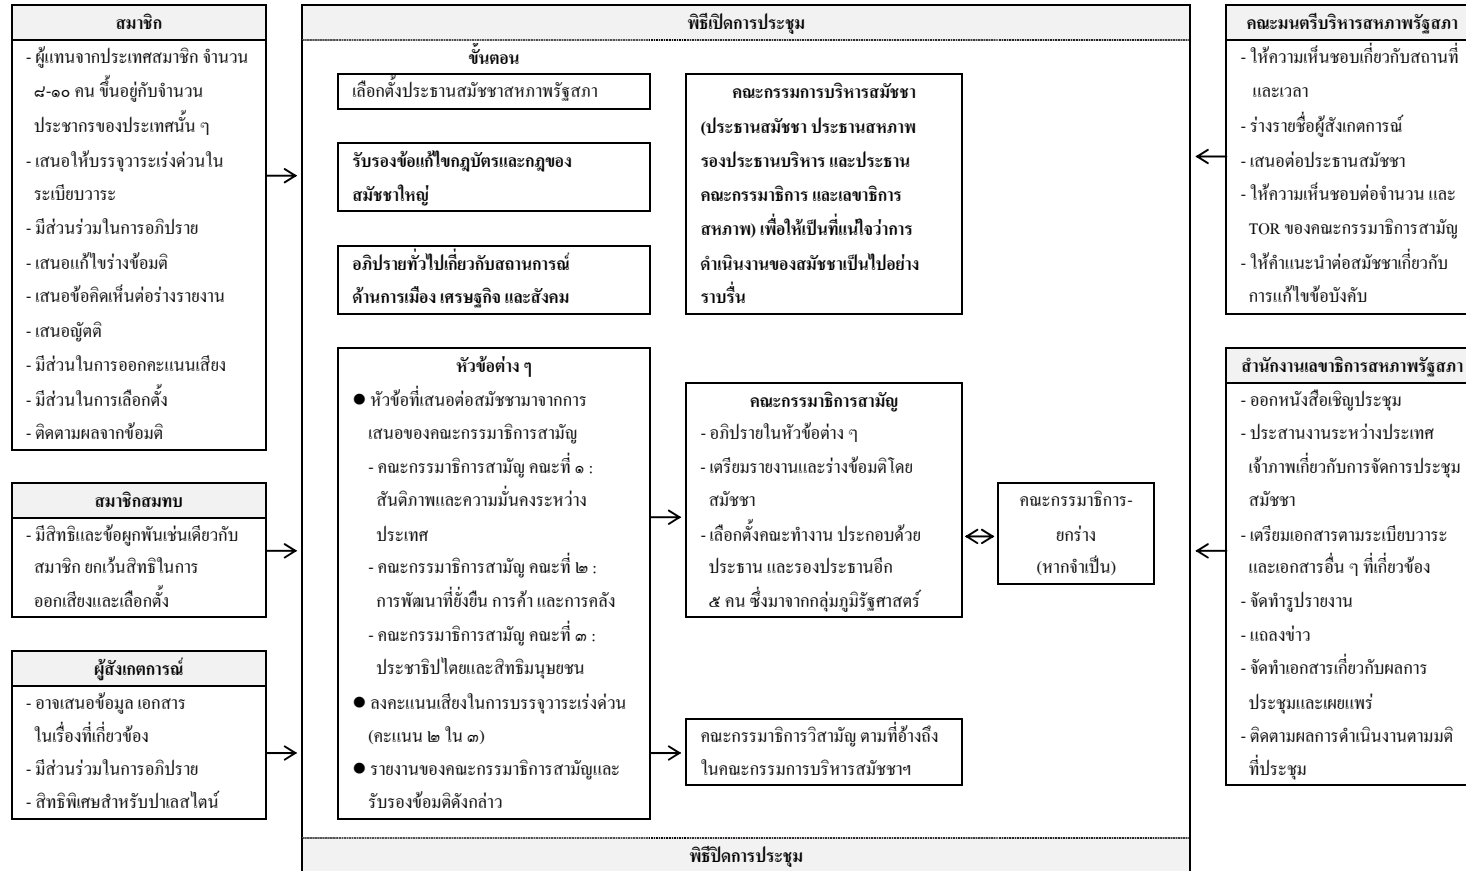 สมาชิก
- ผู้แทนจากประเทศสมาชิก จำนวน
๘-๑๐ คน ขึ้นอยู่กับจำนวน
ประชากรของประเทศนั้น ๆ
- เสนอให้บรรจุวาระเร่งด่วนใน
ระเบียบวาระ
- มีส่วนร่วมในการอภิปราย
- เสนอแก้ไขร่างข้อมติ
- เสนอข้อคิดเห็นต่อร่างรายงาน
- เสนอญัตติ
- มีส่วนในการออกคะแนนเสียง
- มีส่วนในการเลือกตั้ง
- ติดตามผลจากข้อมติ
สมาชิกสมทบ
- มีสิทธิและข้อผูกพันเช่นเดียวกับ
สมาชิก ยกเว้นสิทธิในการ
ออกเสียงและเลือกตั้ง
ผู้สังเกตการณ์
- อาจเสนอข้อมูล เอกสาร
ในเรื่องที่เกี่ยวข้อง
- มีส่วนร่วมในการอภิปราย
- สิทธิพิเศษสำหรับปาเลสไตน์
พิธีเปิดการประชุม
ขั้นตอน
เลือกตั้งประธานสมัชชาสหภาพรัฐสภา
รับรองข้อแก้ไขกฎบัตรและกฎของ
สมัชชาใหญ่
อภิปรายทั่วไปเกี่ยวกับสถานการณ์
ด้านการเมือง เศรษฐกิจ และสังคม
หัวข้อต่าง ๆ
● หัวข้อที่เสนอต่อสมัชชามาจากการ
เสนอของคณะกรรมาธิการสามัญ
- คณะกรรมาธิการสามัญ คณะที่ ๑ :
สันติภาพและความมั่นคงระหว่าง
ประเทศ
- คณะกรรมาธิการสามัญ คณะที่ ๒ :
การพัฒนาที่ยั่งยืน การค้า และการคลัง
- คณะกรรมาธิการสามัญ คณะที่ ๓ :
ประชาธิปไตยและสิทธิมนุษยชน
● ลงคะแนนเสียงในการบรรจุวาระเร่งด่วน
(คะแนน ๒ ใน ๓)
● รายงานของคณะกรรมาธิการสามัญและ
รับรองข้อมติดังกล่าว
คณะกรรมการบริหารสมัชชา
(ประธานสมัชชา ประธานสหภาพ
รองประธานบริหาร และประธาน
คณะกรรมาธิการ และเลขาธิการ
สหภาพ) เพื่อให้เป็นที่แน่ใจว่าการ
ดำเนินงานของสมัชชาเป็นไปอย่าง
ราบรื่น
คณะกรรมาธิการสามัญ
- อภิปรายในหัวข้อต่าง ๆ
- เตรียมรายงานและร่างข้อมติโดย
สมัชชา
- เลือกตั้งคณะทำงาน ประกอบด้วย
ประธาน และรองประธานอีก
๕ คน ซึ่งมาจากกลุ่มภูมิรัฐศาสตร์
คณะกรรมาธิการ-
ยกร่าง
(หากจำเป็น)
คณะกรรมาธิการวิสามัญ ตามที่อ้างถึง
ในคณะกรรมการบริหารสมัชชาฯ
พิธีปิดการประชุม
คณะมนตรีบริหารสหภาพรัฐสภา
- ให้ความเห็นชอบเกี่ยวกับสถานที่
และเวลา
- ร่างรายชื่อผู้สังเกตการณ์
- เสนอต่อประธานสมัชชา
- ให้ความเห็นชอบต่อจำนวน และ
TOR ของคณะกรรมาธิการสามัญ
- ให้คำแนะนำต่อสมัชชาเกี่ยวกับ
การแก้ไขข้อบังคับ
สำนักงานเลขาธิการสหภาพรัฐสภา
- ออกหนังสือเชิญประชุม
- ประสานงานระหว่างประเทศ
เจ้าภาพเกี่ยวกับการจัดการประชุม
สมัชชา
- เตรียมเอกสารตามระเบียบวาระ
และเอกสารอื่น ๆ ที่เกี่ยวข้อง
- จัดทำรูปรายงาน
- แถลงข่าว
- จัดทำเอกสารเกี่ยวกับผลการ
ประชุมและเผยแพร่
- ติดตามผลการดำเนินงานตามมติ
ที่ประชุม